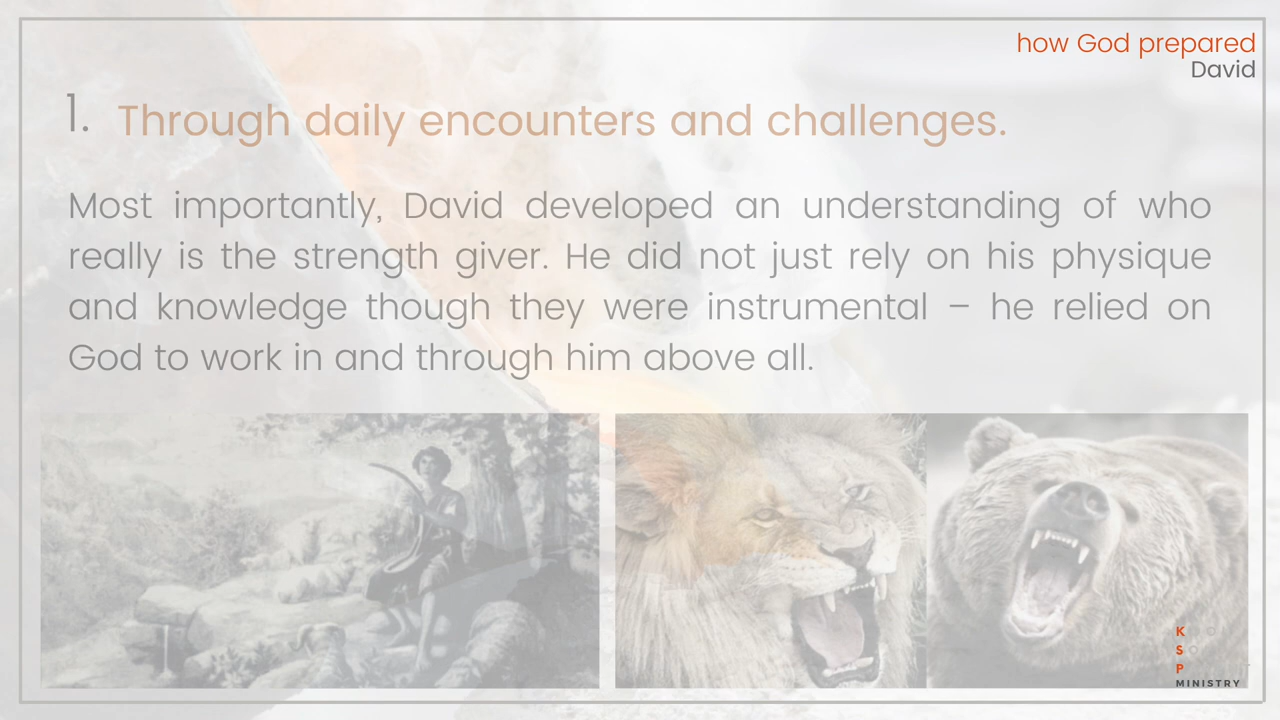 how God prepared
David
1. Through daily encounters and challenges.
Most importantly, David developed an understanding of who
really is the strength giver. He did not just rely on his physique
and knowledge though they were instrumental – he relied on
God to work in and through him above all.
K
S
P
MINISTRY